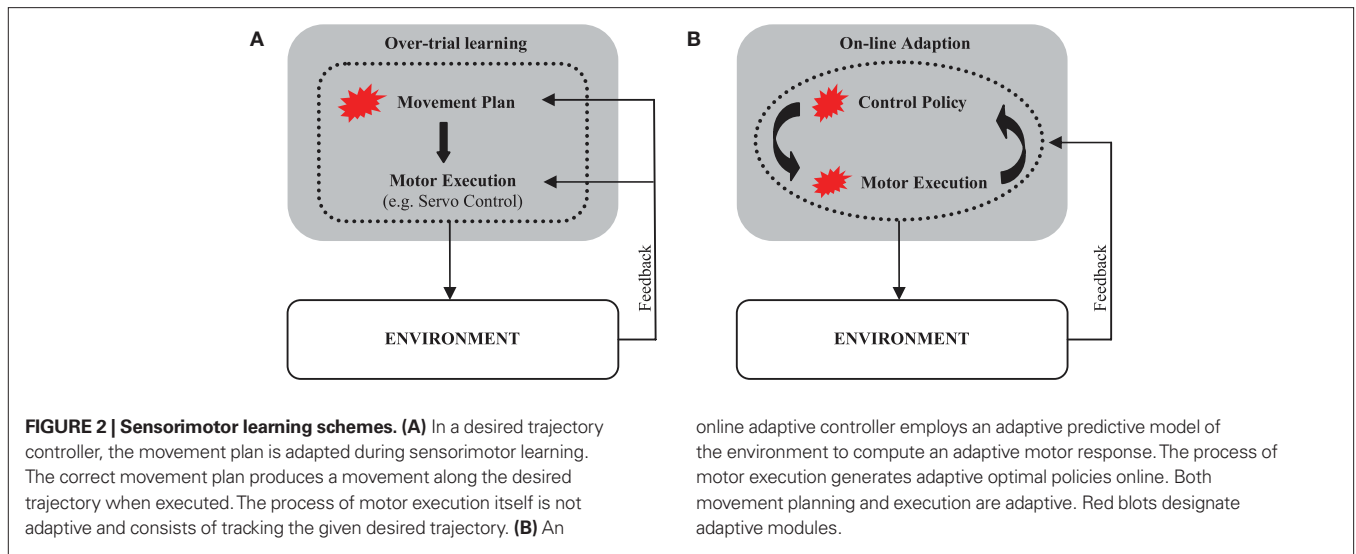 A
Over-trial learning
Movement Plan
Motor Execution
(e.g. Servo Control)
Feedback
ENVIRONMENT
B
On-line Adaption
Control Policy
Motor Execution
Feedback
ENVIRONMENT
FIGURE 2 | Sensorimotor learning schemes. (A) In a desired trajectory
controller, the movement plan is adapted during sensorimotor learning.
The correct movement plan produces a movement along the desired
trajectory when executed. The process of motor execution itself is not
adaptive and consists of tracking the given desired trajectory. (B) An
online adaptive controller employs an adaptive predictive model of
the environment to compute an adaptive motor response. The process of
motor execution generates adaptive optimal policies online. Both
movement planning and execution are adaptive. Red blots designate
adaptive modules.